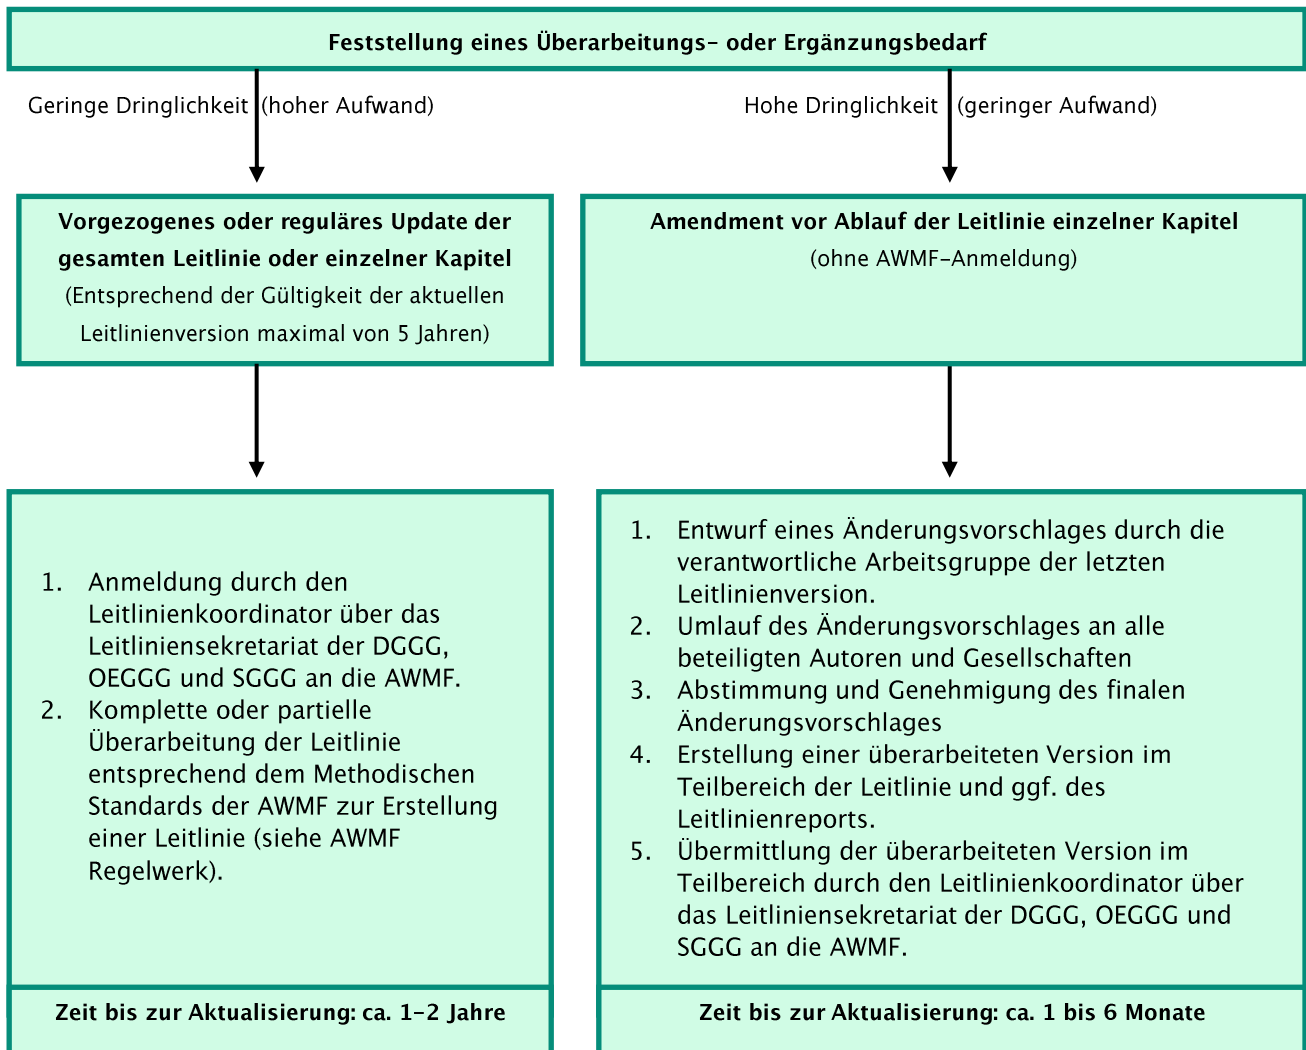 Feststellung eines Überarbeitungs- oder Ergänzungsbedarf
Geringe Dringlichkeit (hoher Aufwand)
Hohe Dringlichkeit (geringer Aufwand)
Vorgezogenes oder reguläres Update der
gesamten Leitlinie oder einzelner Kapitel
(Entsprechend der Gültigkeit der aktuellen
Leitlinienversion maximal von 5 Jahren)
Amendment vor Ablauf der Leitlinie einzelner Kapitel
(ohne AWMF-Anmeldung)
1. Anmeldung durch den
Leitlinienkoordinator über das
Leitliniensekretariat der DGGG,
OEGGG und SGGG an die AWMF.
2. Komplette oder partielle
Überarbeitung der Leitlinie
entsprechend dem Methodischen
Standards der AWMF zur Erstellung
einer Leitlinie (siehe AWMF
Regelwerk).
Zeit bis zur Aktualisierung: ca. 1-2 Jahre
1. Entwurf eines Änderungsvorschlages durch die
verantwortliche Arbeitsgruppe der letzten
Leitlinienversion.
2. Umlauf des Änderungsvorschlages an alle
beteiligten Autoren und Gesellschaften
3. Abstimmung und Genehmigung des finalen
Änderungsvorschlages
4. Erstellung einer überarbeiteten Version im
Teilbereich der Leitlinie und ggf. des
Leitlinienreports.
5. Übermittlung der überarbeiteten Version im
Teilbereich durch den Leitlinienkoordinator über
das Leitliniensekretariat der DGGG, OEGGG und
SGGG an die AWMF.
Zeit bis zur Aktualisierung: ca. 1 bis 6 Monate